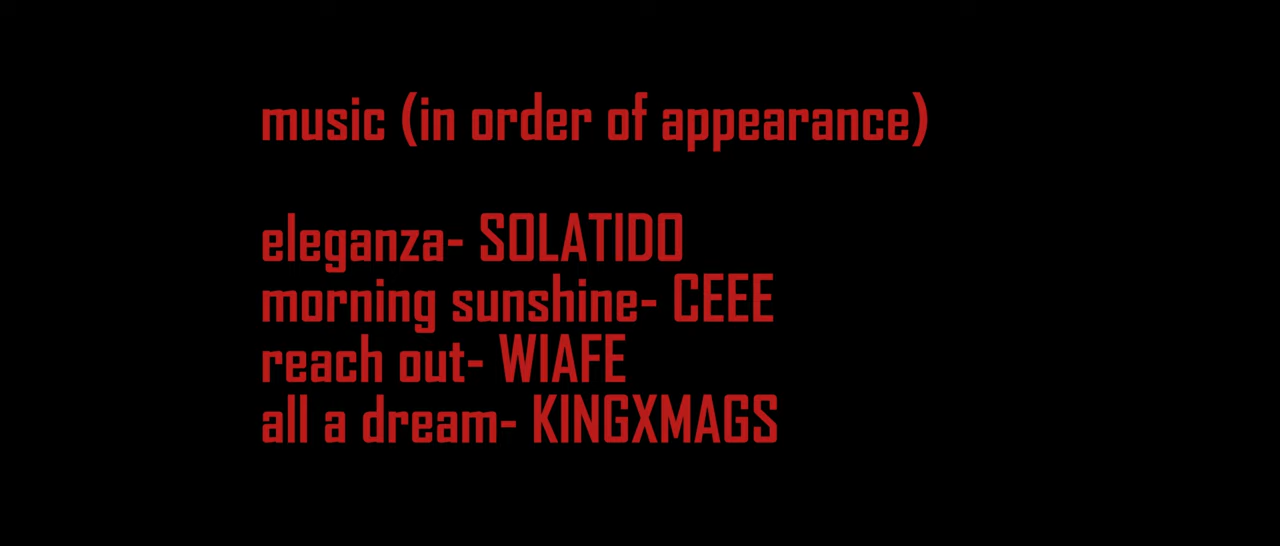 music (in order of appearance)
eleganza- SOLATIDO
morning sunshine- CEEE
reach out- WIAFE
all a dream- KINGXMAGS